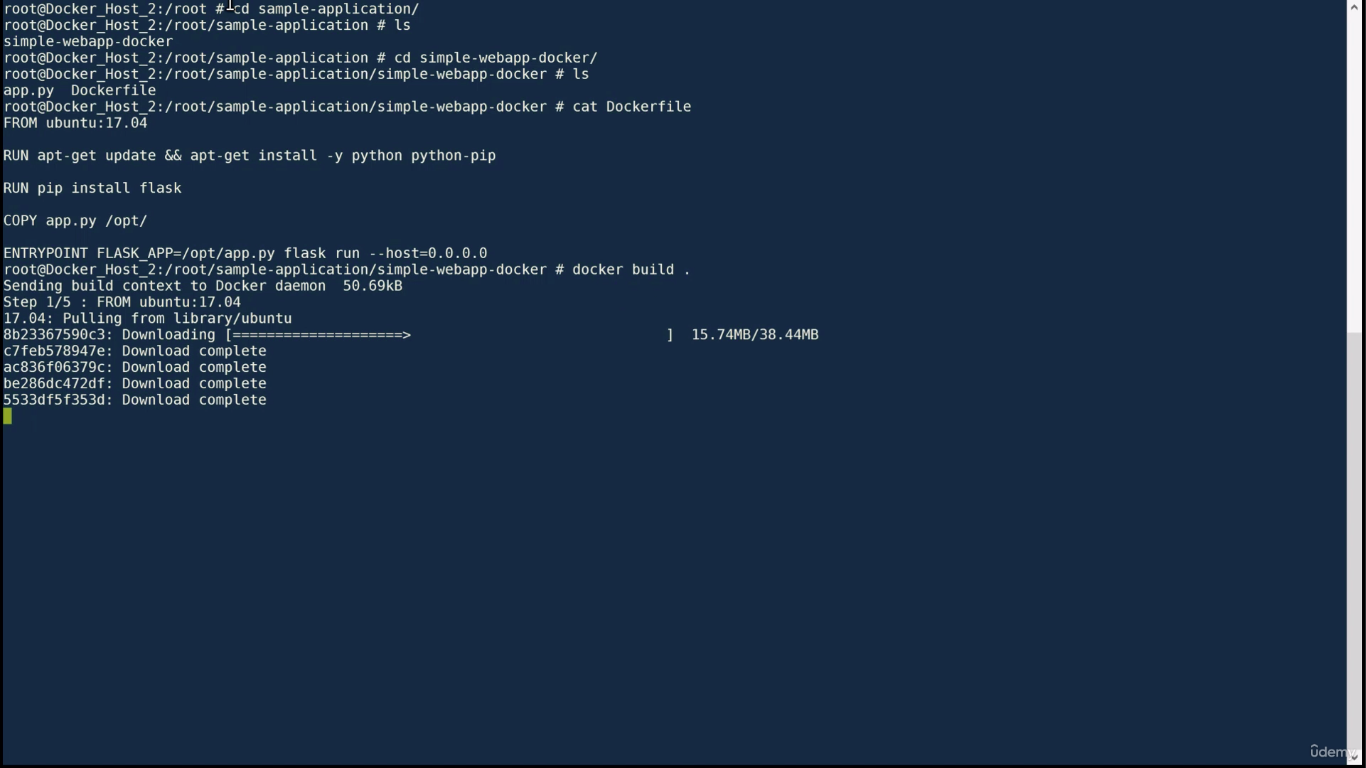 root@Docker_Host_2:/root # cd sample-application/
root@Docker_Host_2:/root/sample-application # ls
simple-webapp-docker
root@Docker_Host_2:/root/sample-application # cd simple-webapp-docker/
root@Docker_Host_2:/root/sample-application/simple-webapp-docker # ls
app.py  Dockerfile
root@Docker_Host_2:/root/sample-application/simple-webapp-docker # cat Dockerfile
FROM ubuntu:17.04
RUN apt-get update && apt-get install -y python python-pip
RUN pip install flask
COPY app.py /opt/
ENTRYPOINT FLASK_APP=/opt/app.py flask run --host=0.0.0.0
root@Docker_Host_2:/root/sample-application/simple-webapp-docker # docker build .
Sending build context to Docker daemon  50.69kB
Step 1/5 : FROM ubuntu:17.04
17.04: Pulling from library/ubuntu
8b23367590c3: Downloading [====================>                              ]  15.74MB/38.44MB
c7feb578947e: Download complete
ac836f06379c: Download complete
be286dc472df: Download complete
5533df5f353d: Download complete
ûdemy